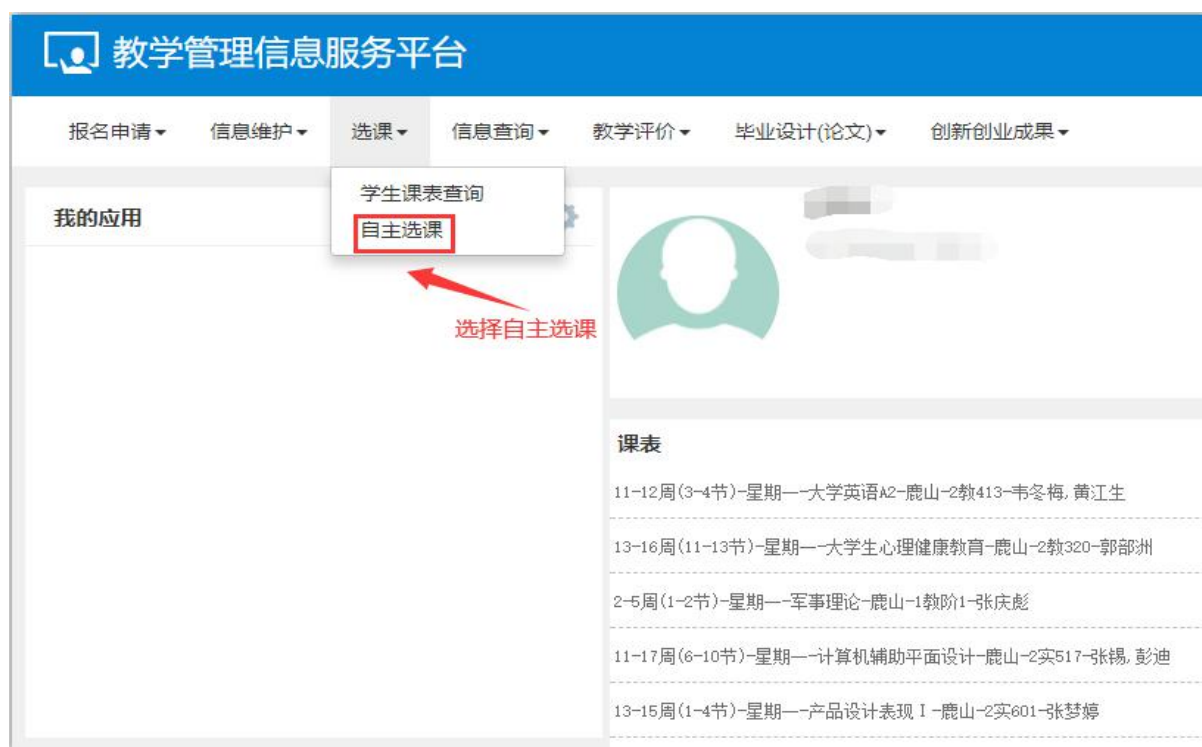 教学管理信息服务平台
报名申请 信息维护 选课 信息查询 教学评价 毕业设计(论文) 创新创业成果
学生课表查询
自主选课
我的应用
选择自主选课
课表
11-12周(3-4节)-星期一-大学英语A2-鹿山-2教413-韦冬梅,黄江生
13-16周(11-13节)-星期一-大学生心理健康教育-鹿山-2教320-郭部洲
2-5周(1-2节)-星期一-军事理论-鹿山-1教阶1-张庆彪
11-17周(6-10节)-星期一-计算机辅助平面设计-鹿山-2实517-张锡,彭迪
13-15周(1-4节)-星期一-产品设计表现Ⅰ-鹿山-2实601-张梦婷